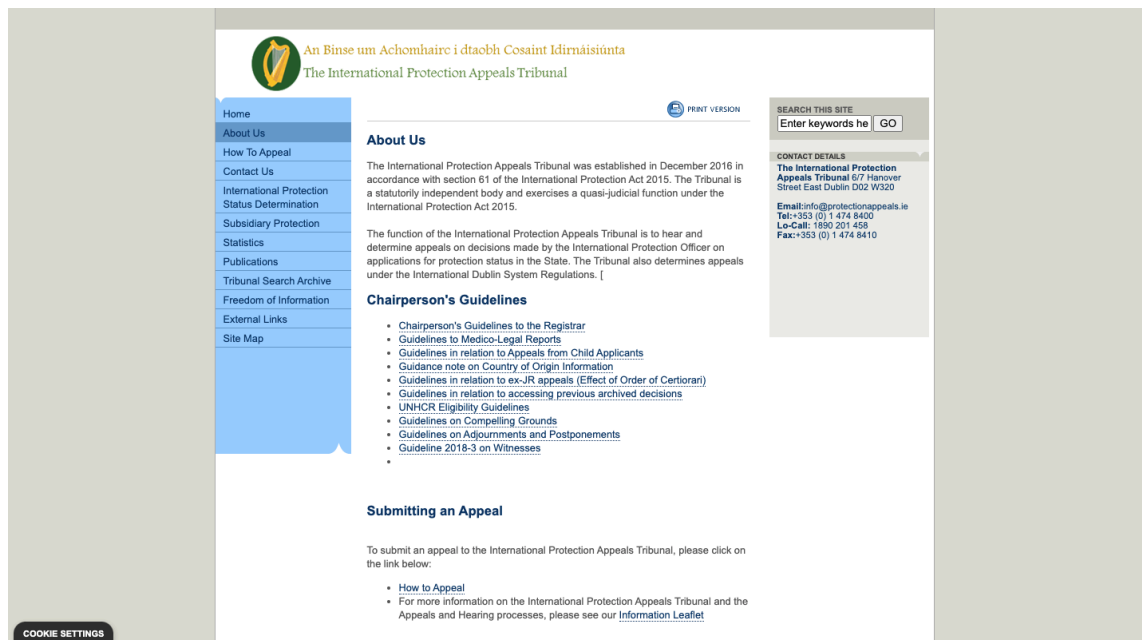 An Binse um Achomhairc i dtaobh Cosaint Idirnáisiúnta
The International Protection Appeals Tribunal
Home
About Us
How To Appeal
Contact Us
International Protection
Status Determination
Subsidiary Protection
Statistics
Publications
Tribunal Search Archive
Freedom of Information
External Links
Site Map
PRINT VERSION
About Us
The International Protection Appeals Tribunal was established in December 2016 in
accordance with section 61 of the International Protection Act 2015. The Tribunal is
a statutorily independent body and exercises a quasi-judicial function under the
International Protection Act 2015.
The function of the International Protection Appeals Tribunal is to hear and
determine appeals on decisions made by the International Protection Officer on
applications for protection status in the State. The Tribunal also determines appeals
under the International Dublin System Regulations. [
Chairperson's Guidelines
Chairperson's Guidelines to the Registrar
Guidelines to Medico-Legal Reports
Guidelines in relation to Appeals from Child Applicants
Guidance note on Country of Origin Information
Guidelines in relation to ex-JR appeals (Effect of Order of Certiorari)
Guidelines in relation to accessing previous archived decisions
UNHCR Eligibility Guidelines
Guidelines on Compelling Grounds
Guidelines on Adjournments and Postponements
Guideline 2018-3 on Witnesses
Submitting an Appeal
To submit an appeal to the International Protection Appeals Tribunal, please click on
the link below:
How to Appeal
For more information on the International Protection Appeals Tribunal and the
Appeals and Hearing processes, please see our Information Leaflet
SEARCH THIS SITE
Enter keywords he GO
CONTACT DETAILS
The International Protection
Appeals Tribunal 6/7 Hanover
Street East Dublin D02 W320
Email:info@protectionappeals.ie
Tel:+353 (0) 1 474 8400
Lo-Call: 1890 201 458
Fax:+353 (0) 1 474 8410
COOKIE SETTINGS